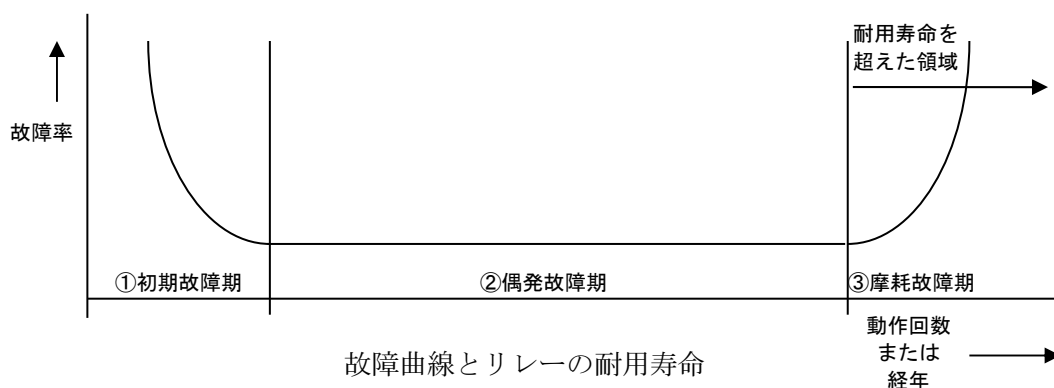 耐用寿命を
超えた領域
故障率
①初期故障期
②偶発故障期
③摩耗故障期
動作回数
または
経年
故障曲線とリレーの耐用寿命